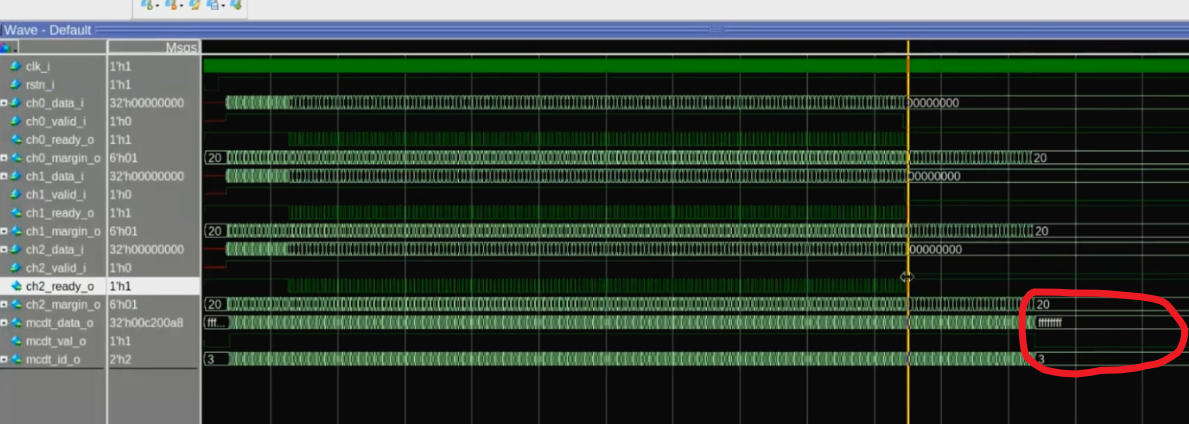 Wave - Default
Msgs
clk_i 1'h1
rstn_i 1'h1
ch0_data_i 32'h00000000 00000000
ch0_valid_i 1'h0
ch0_ready_o 1'h1
ch0_margin_o 6'h01 20 20
ch1_data_i 32'h00000000 00000000
ch1_valid_i 1'h0
ch1_ready_o 1'h1
ch1_margin_o 6'h01 20 20
ch2_data_i 32'h00000000 00000000
ch2_valid_i 1'h0
ch2_ready_o 1'h1
ch2_margin_o 6'h01 20 20
mcdt_data_o 32'h00c200a8 fff... ffffffff
mcdt_val_o 1'h1
mcdt_id_o 2'h2 3 3